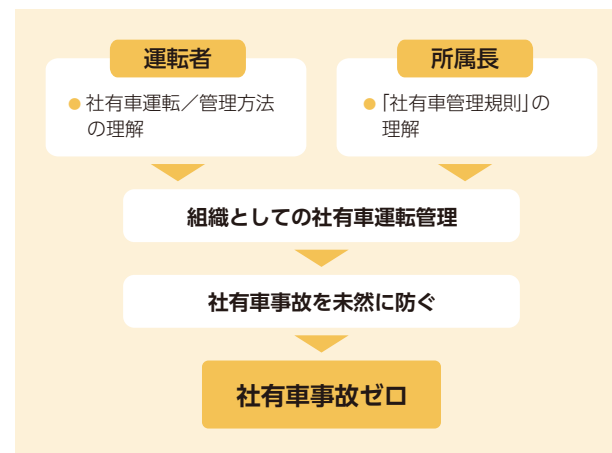 運転者
● 社有車運転／管理方法
の理解
所属長
● 「社有車管理規則」の
理解
組織としての社有車運転管理
社有車事故を未然に防ぐ
社有車事故ゼロ